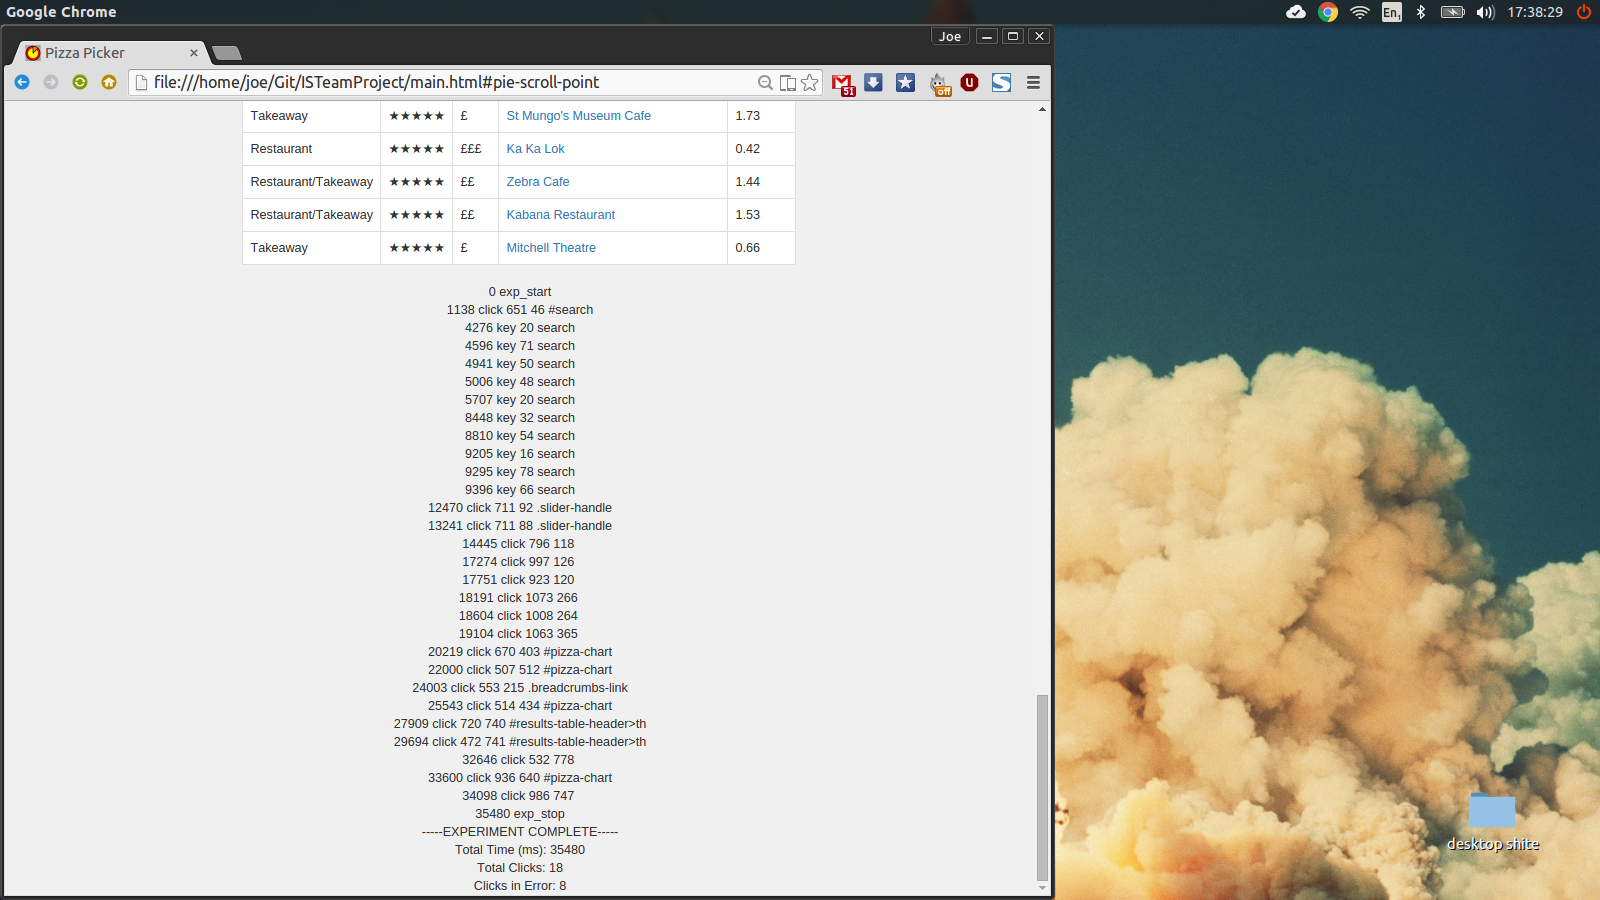 Google Chrome
En1
17:38:29
Joe
Pizza Picker
file:///home/joe/Git/ISTeamProject/main.html#pie-scroll-point
51
off
Takeaway ★★★★★ £ St Mungo's Museum Cafe 1.73
Restaurant ★★★★★ £££ Ka Ka Lok 0.42
Restaurant/Takeaway ★★★★★ ££ Zebra Cafe 1.44
Restaurant/Takeaway ★★★★★ ££ Kabana Restaurant 1.53
Takeaway ★★★★★ £ Mitchell Theatre 0.66
0 exp_start
1138 click 651 46 #search
4276 key 20 search
4596 key 71 search
4941 key 50 search
5006 key 48 search
5707 key 20 search
8448 key 32 search
8810 key 54 search
9205 key 16 search
9295 key 78 search
9396 key 66 search
12470 click 711 92 .slider-handle
13241 click 711 88 .slider-handle
14445 click 796 118
17274 click 997 126
17751 click 923 120
18191 click 1073 266
18604 click 1008 264
19104 click 1063 365
20219 click 670 403 #pizza-chart
22000 click 507 512 #pizza-chart
24003 click 553 215 .breadcrumbs-link
25543 click 514 434 #pizza-chart
27909 click 720 740 #results-table-header>th
29694 click 472 741 #results-table-header>th
32646 click 532 778
33600 click 936 640 #pizza-chart
34098 click 986 747
35480 exp_stop
-----EXPERIMENT COMPLETE-----
Total Time (ms): 35480
Total Clicks: 18
Clicks in Error: 8
desktop shite